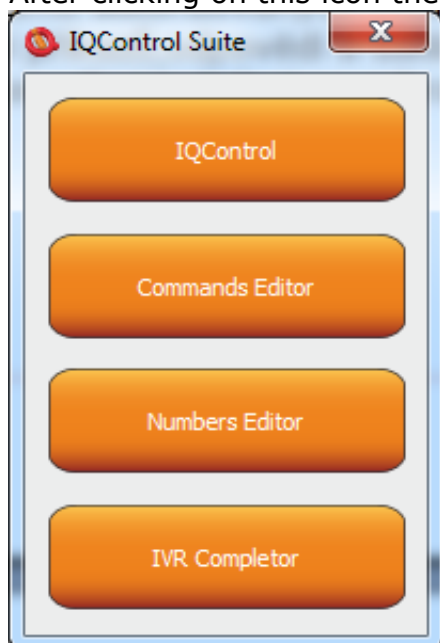 After clicking on this icon the
IQControl Suite
IQControl
Commands Editor
Numbers Editor
IVR Completor